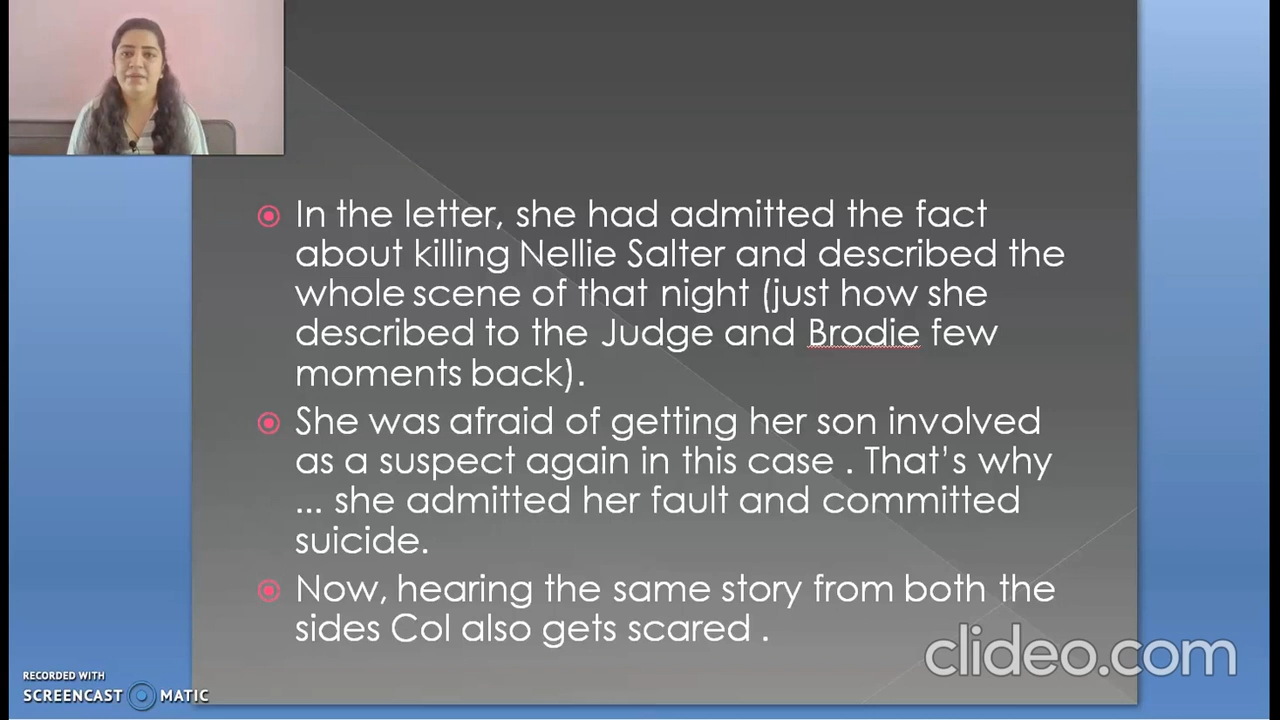 In the letter, she had admitted the fact
about killing Nellie Salter and described the
whole scene of that night (just how she
described to the Judge and Brodie few
moments back).
She was afraid of getting her son involved
as a suspect again in this case . That's why
... she admitted her fault and committed
suicide.
Now, hearing the same story from both the
sides Col also gets scared .
clideo.com
RECORDED WITH
SCREENCAST MATIC